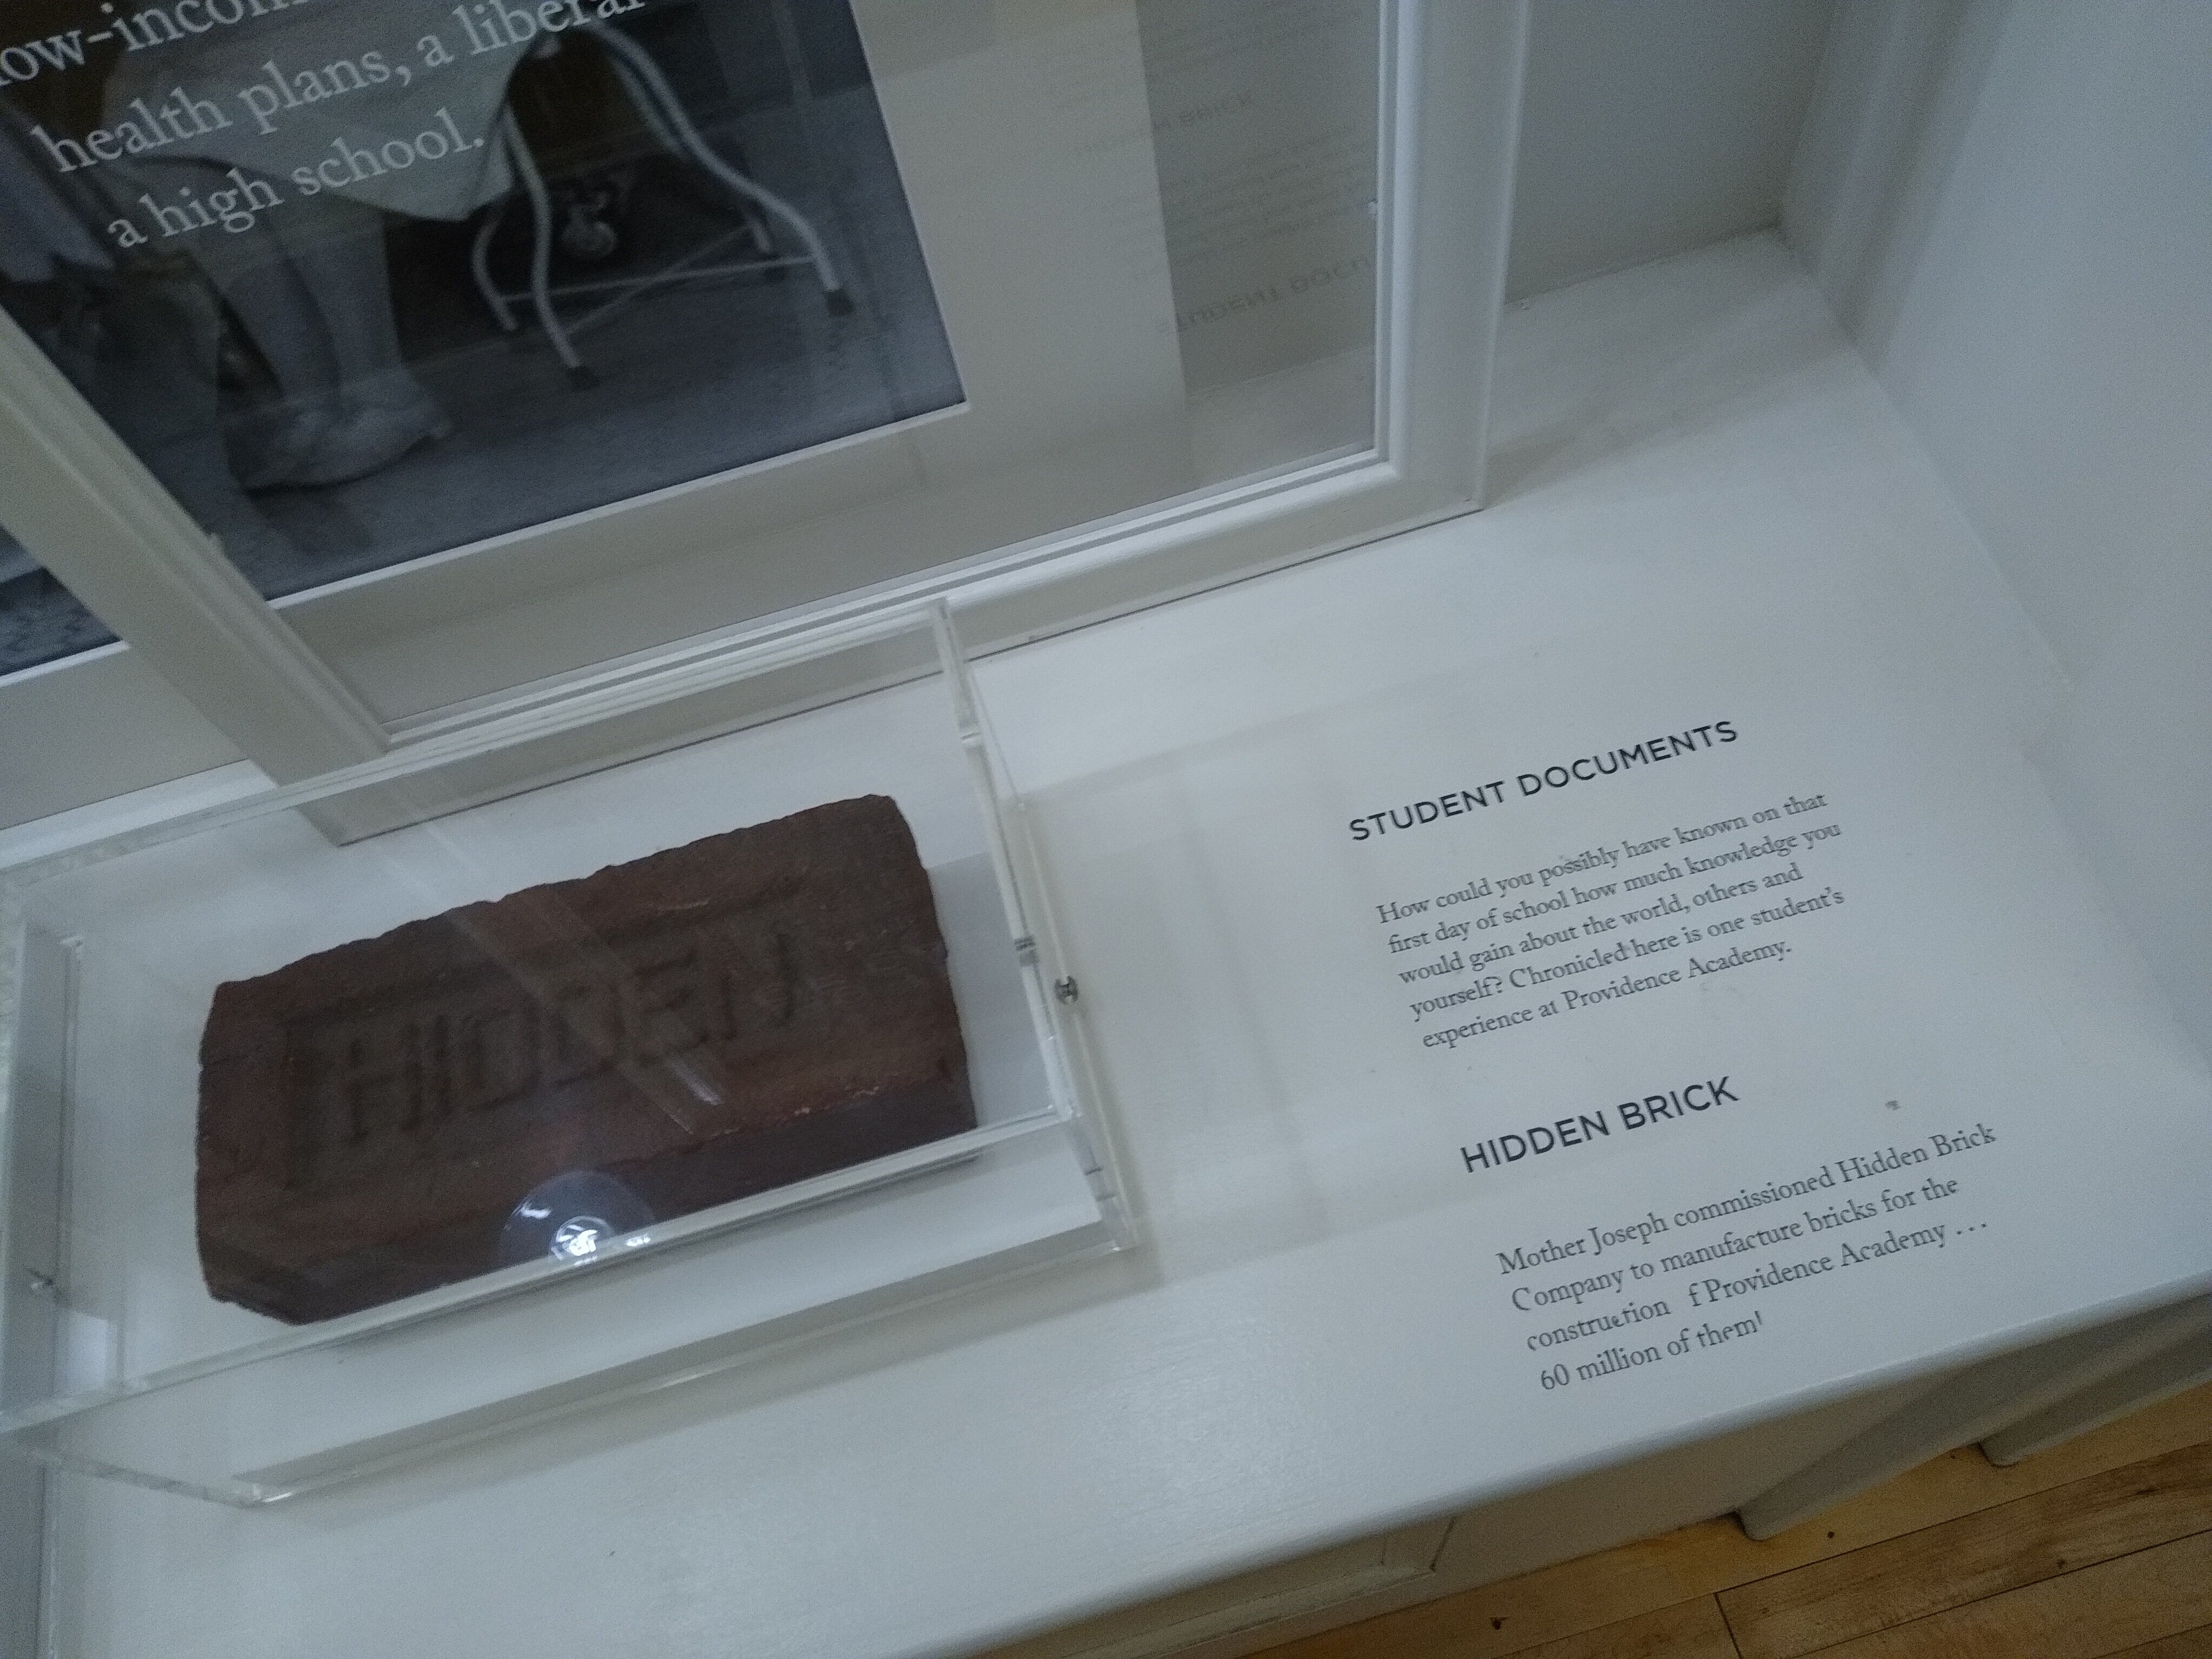 health plans, a liberal
a high school.
HIDDEN
STUDENT DOCUMENTS
How could you possibly have known on that
first day of school how much knowledge you
would gain about the world, others and
yourself? Chronicled here is one student's
experience at Providence Academy.
HIDDEN BRICK
Mother Joseph commissioned Hidden Brick
Company to manufacture bricks for the
construction f Providence Academy ...
60 million of them!